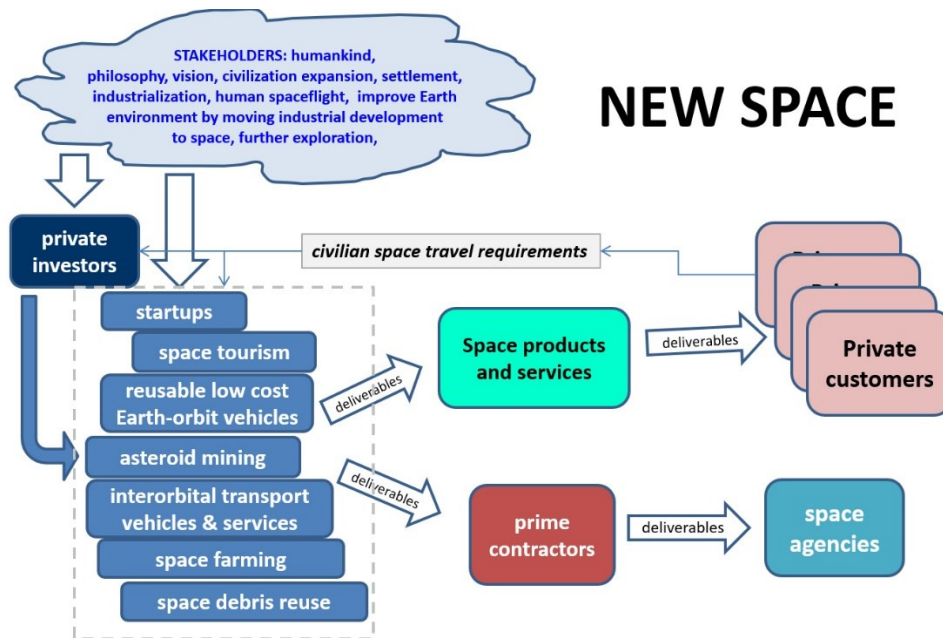 STAKEHOLDERS: humankind,
philosophy, vision, civilization expansion, settlement,
industrialization, human spaceflight, improve Earth
environment by moving industrial development
to space, further exploration,
NEW SPACE
private
investors
civilian space travel requirements
startups
space tourism
reusable low cost
Earth-orbit vehicles
asteroid mining
interorbital transport
vehicles & services
space farming
space debris reuse
deliverables
Space products
and services
deliverables
Private
customers
deliverables
prime
contractors
deliverables
space
agencies